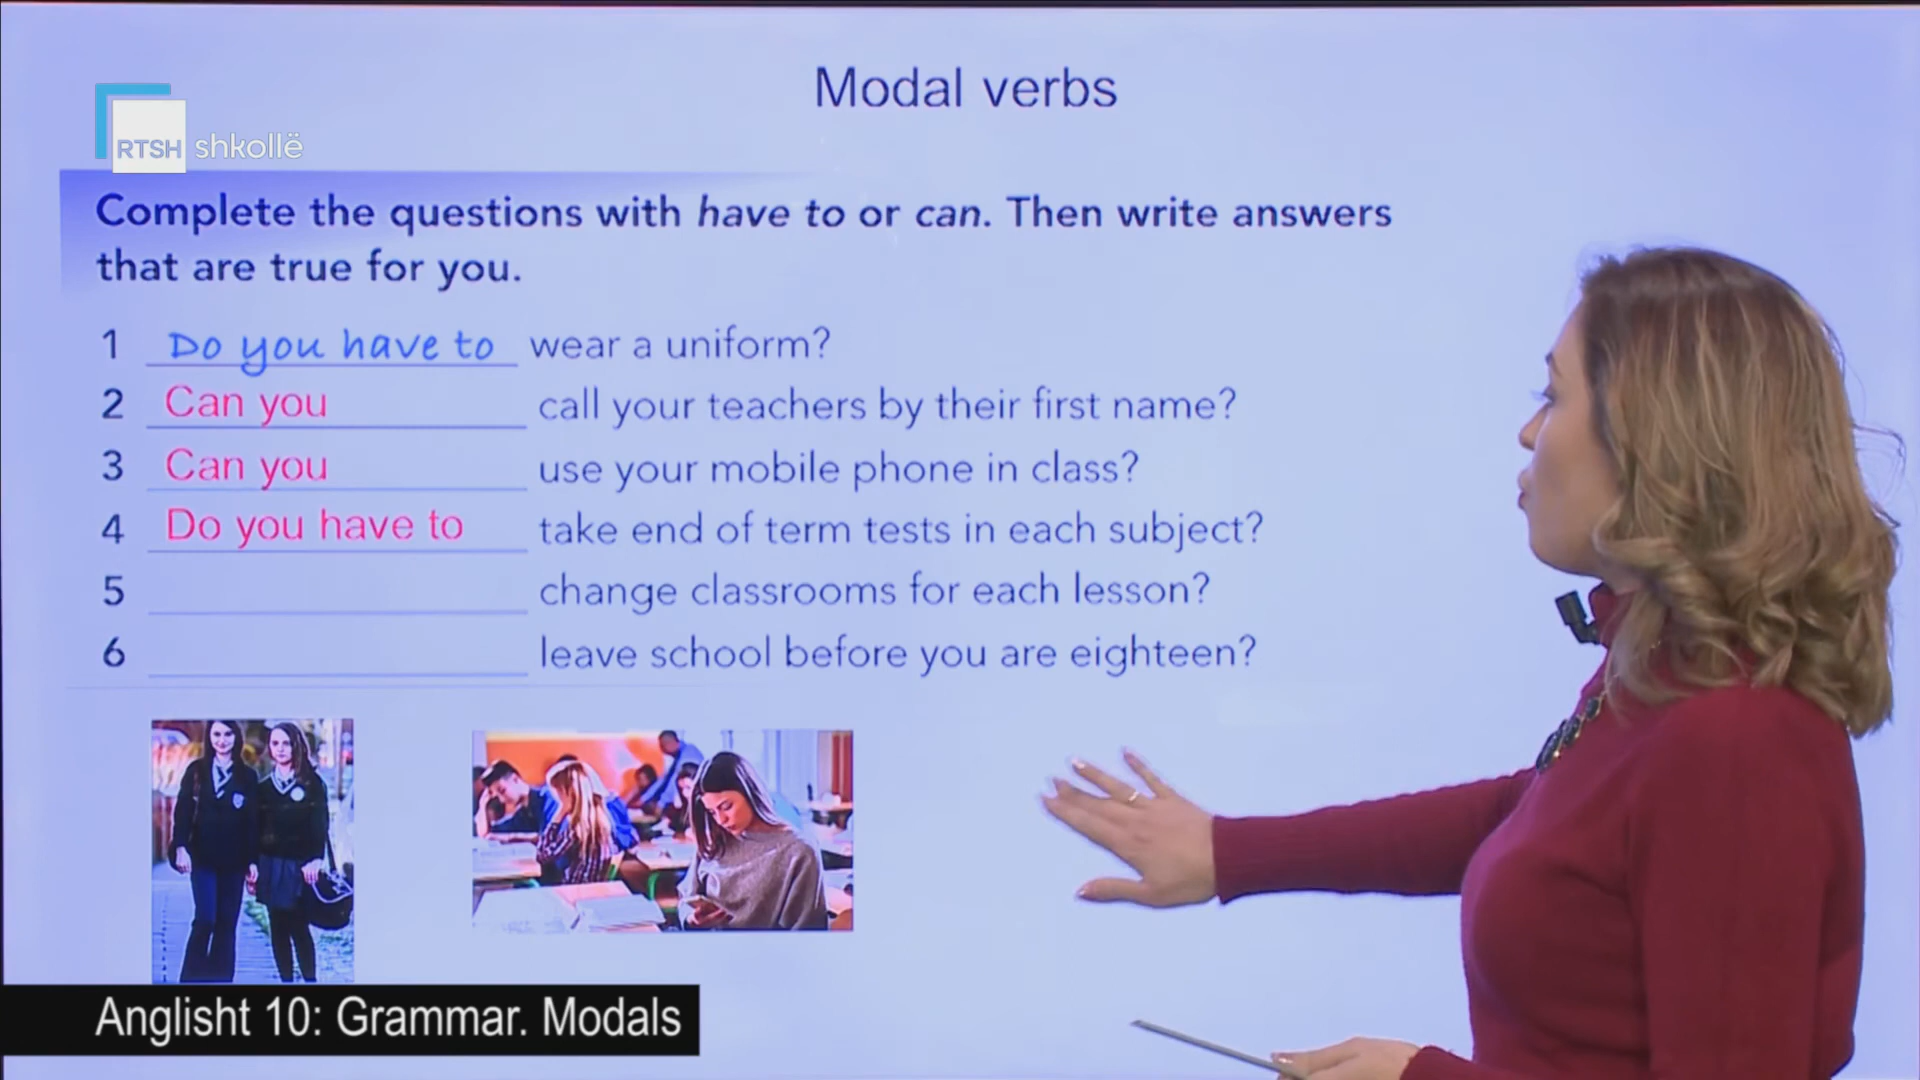 Modal verbs
RTSH shkollë
Complete the questions with have to or can. Then write answers
that are true for you.
1 Do you have to wear a uniform?
2 Can you call your teachers by their first name?
3 Can you use your mobile phone in class?
4 Do you have to take end of term tests in each subject?
5 change classrooms for each lesson?
6 leave school before you are eighteen?
Anglisht 10: Grammar. Modals